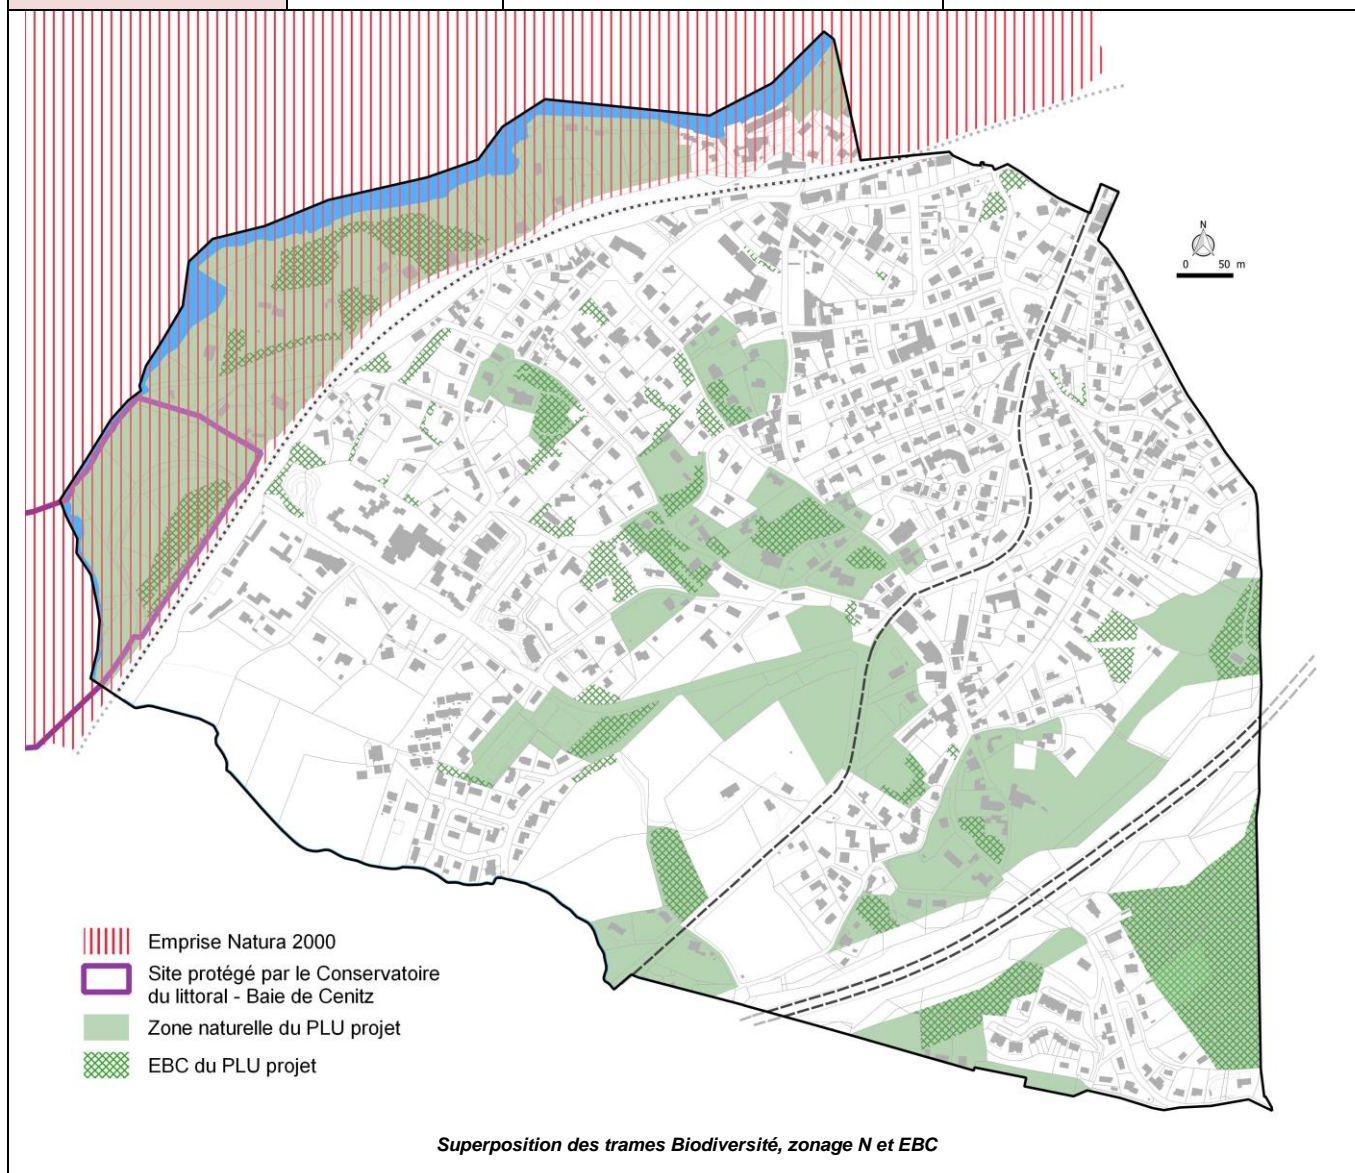 N
0 50 m
Emprise Natura 2000
Site protégé par le Conservatoire
du littoral - Baie de Cenitz
Zone naturelle du PLU projet
EBC du PLU projet
Superposition des trames Biodiversité, zonage N et EBC